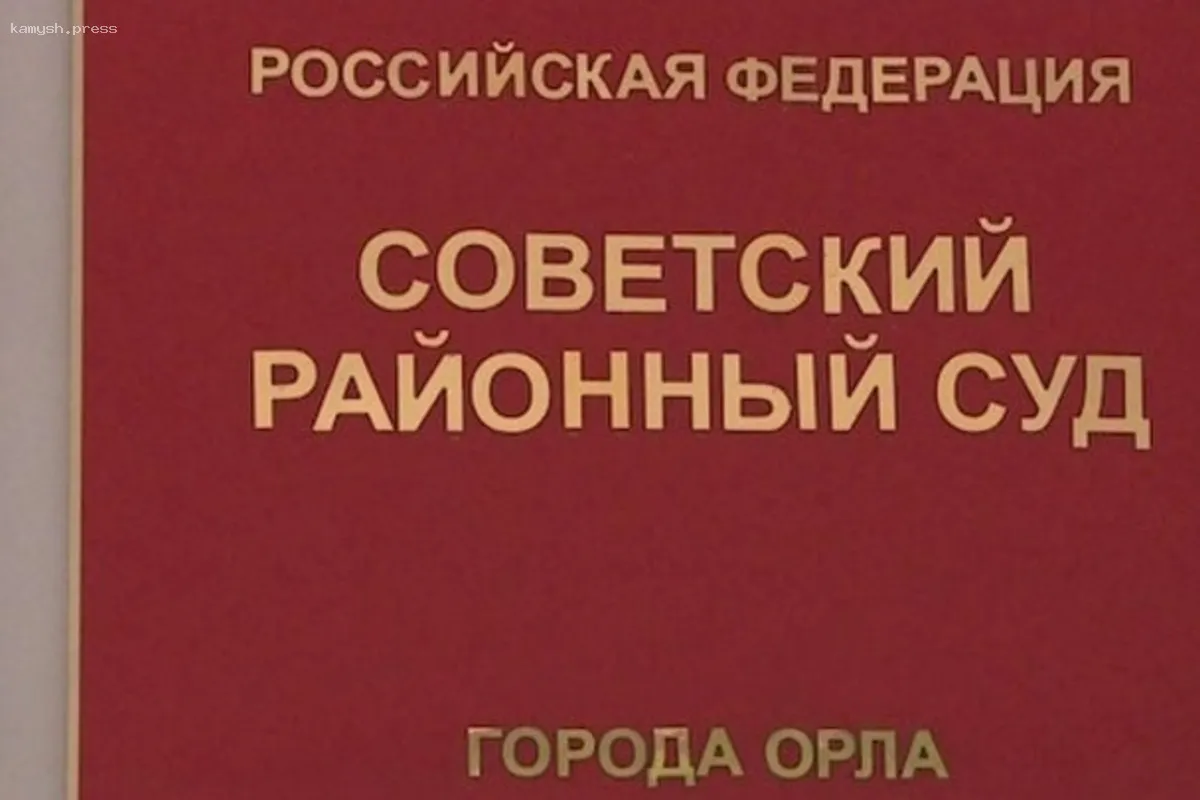 kamysh.press
РОССИЙСКАЯ ФЕДЕРАЦИЯ
СОВЕТСКИЙ
РАЙОННЫЙ СУД
ГОРОДА ОРЛА